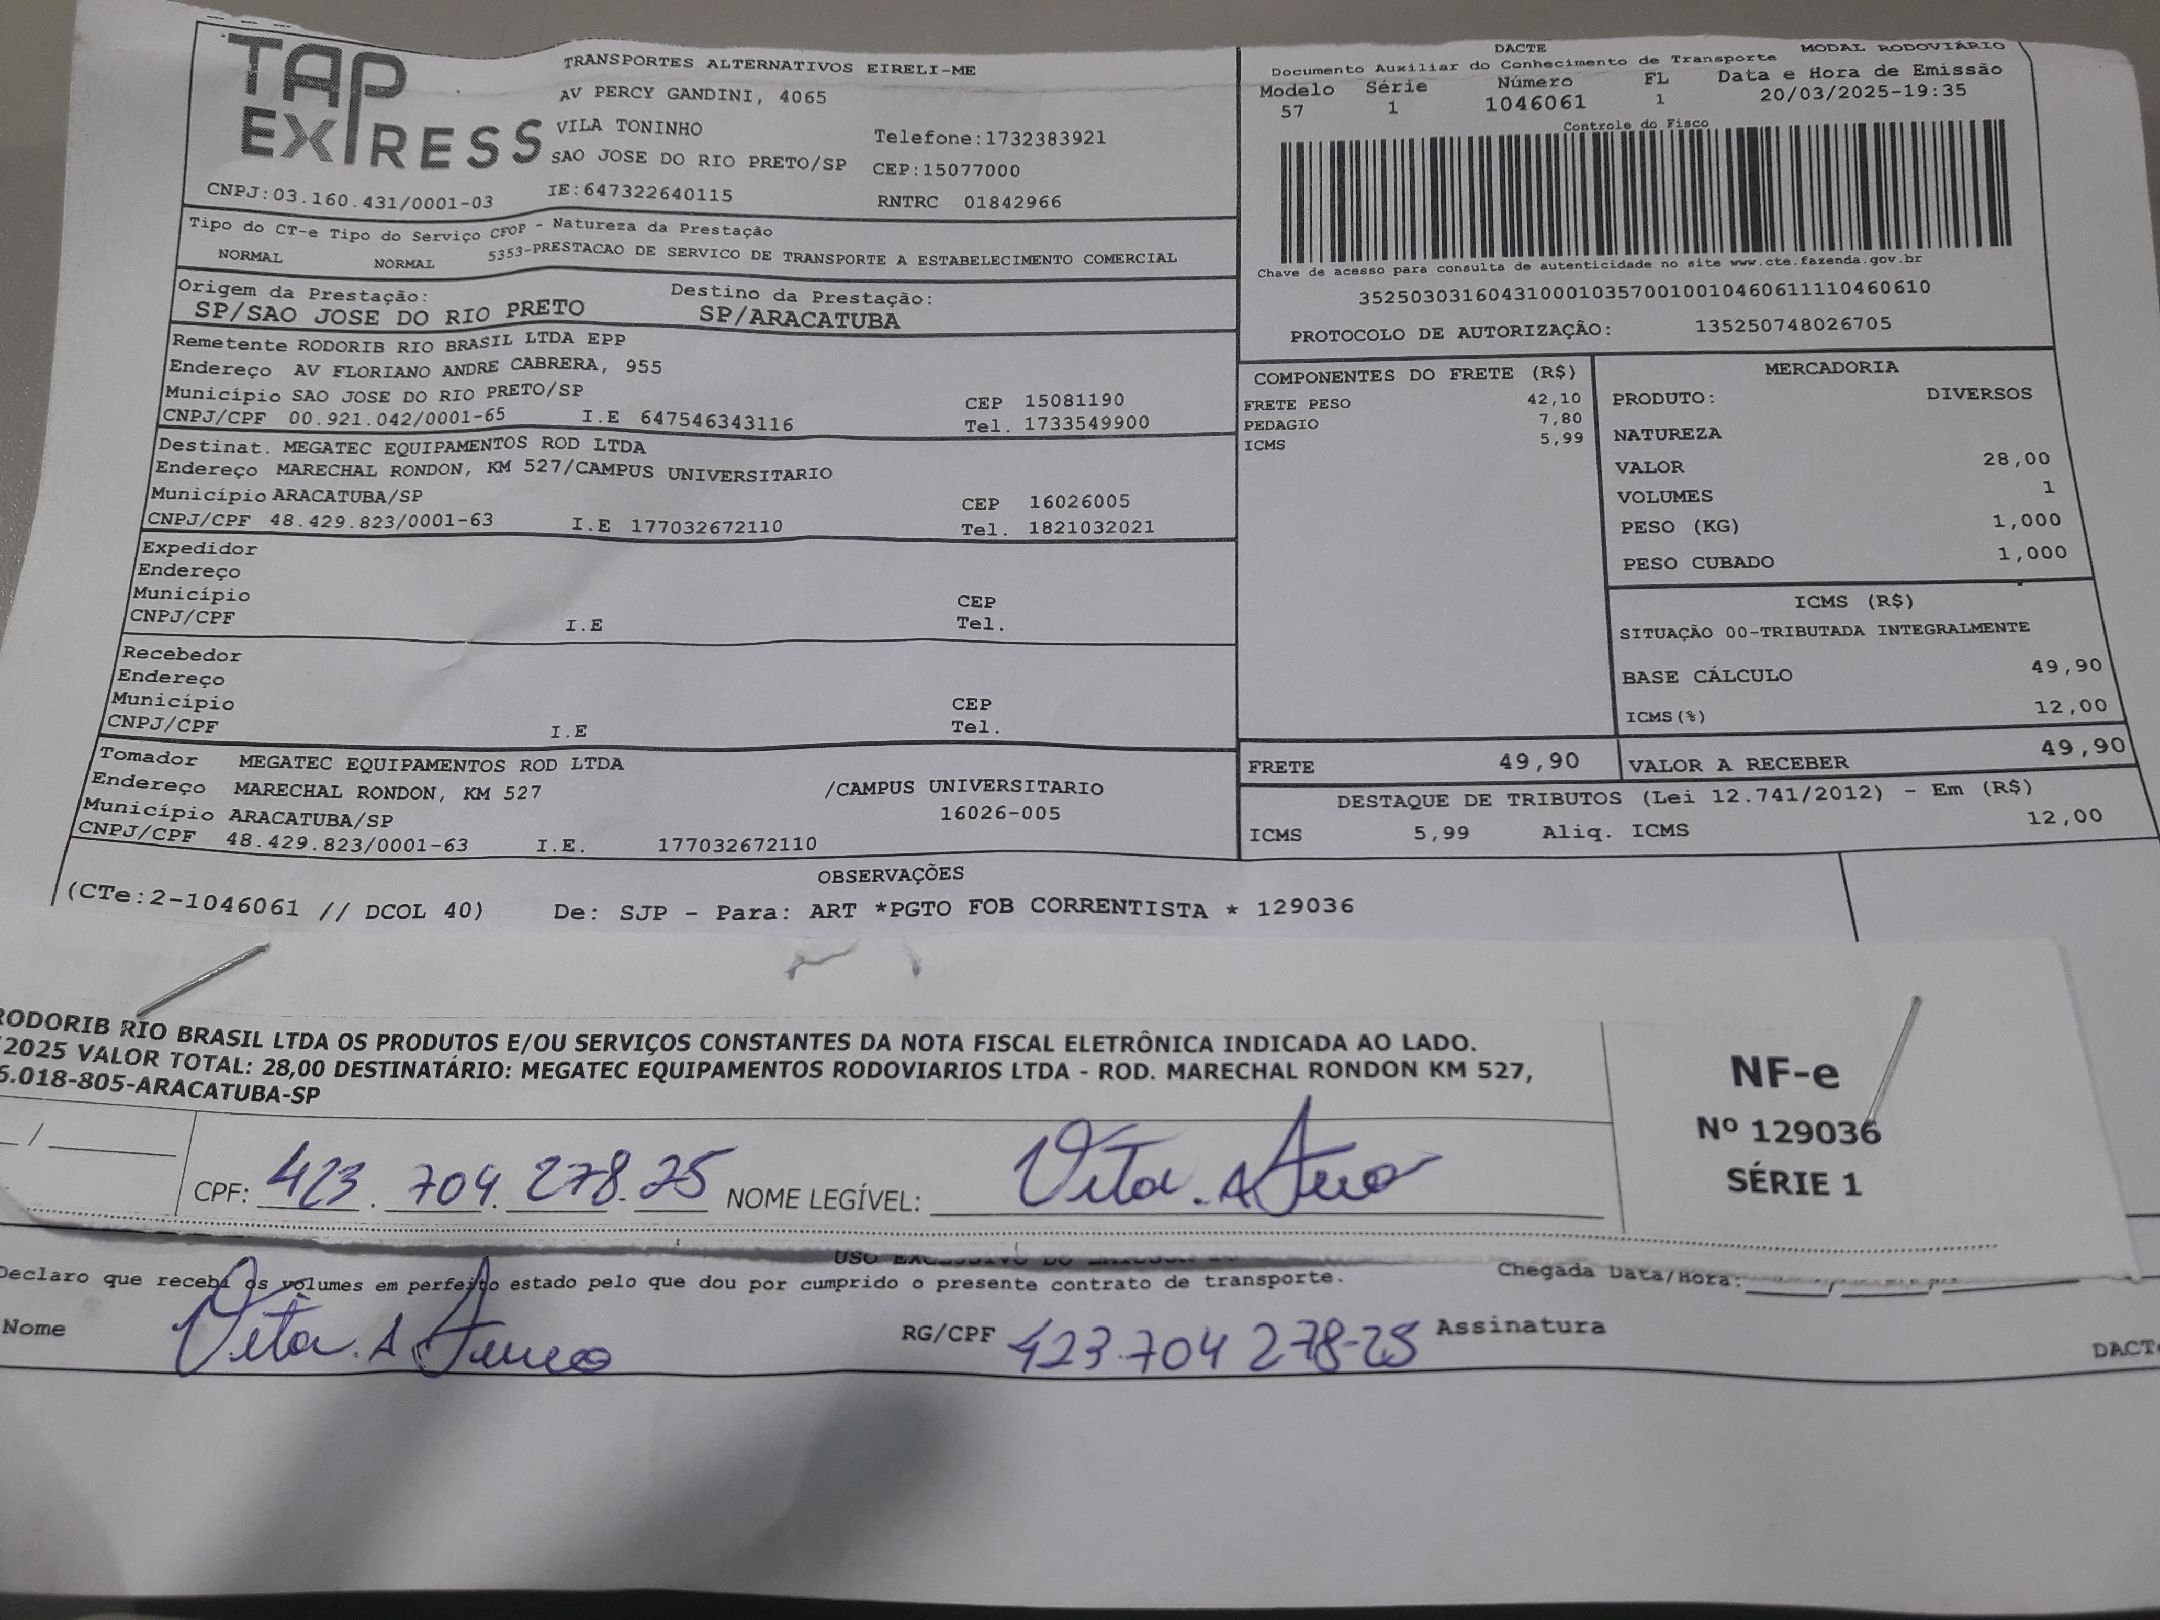 TAP EXPRESS
TRANSPORTES ALTERNATIVOS EIRELI-ME
AV PERCY GANDINI, 4065
VILA TONINHO
Telefone:1732383921
SAO JOSE DO RIO PRETO/SP CEP:15077000
CNPJ:03.160.431/0001-03 IE:647322640115 RNTRC 01842966
DACTE MODAL RODOVIÁRIO
Documento Auxiliar do Conhecimento de Transporte
Modelo Série Número FL Data e Hora de Emissão
57 1 1046061 1 20/03/2025-19:35
Controle do Fisco
Chave de acesso para consulta de autenticidade no site www.cte.fazenda.gov.br
35250303160431000103570010010460611110460610
PROTOCOLO DE AUTORIZAÇÃO: 135250748026705
Tipo do CT-e Tipo do Serviço CFOP - Natureza da Prestação
NORMAL NORMAL 5353-PRESTACAO DE SERVICO DE TRANSPORTE A ESTABELECIMENTO COMERCIAL
Origem da Prestação: Destino da Prestação:
SP/SAO JOSE DO RIO PRETO SP/ARACATUBA
Remetente RODORIB RIO BRASIL LTDA EPP
Endereço AV FLORIANO ANDRE CABRERA, 955
Município SAO JOSE DO RIO PRETO/SP CEP 15081190
CNPJ/CPF 00.921.042/0001-65 I.E 647546343116 Tel. 1733549900
Destinat. MEGATEC EQUIPAMENTOS ROD LTDA
Endereço MARECHAL RONDON, KM 527/CAMPUS UNIVERSITARIO
Município ARACATUBA/SP CEP 16026005
CNPJ/CPF 48.429.823/0001-63 I.E 177032672110 Tel. 1821032021
Expedidor
Endereço
Município CEP
CNPJ/CPF I.E Tel.
Recebedor
Endereço
Município CEP
CNPJ/CPF I.E Tel.
Tomador MEGATEC EQUIPAMENTOS ROD LTDA
Endereço MARECHAL RONDON, KM 527 /CAMPUS UNIVERSITARIO
Município ARACATUBA/SP 16026-005
CNPJ/CPF 48.429.823/0001-63 I.E. 177032672110
COMPONENTES DO FRETE (R$)
FRETE PESO 42,10
PEDAGIO 7,80
ICMS 5,99
MERCADORIA
PRODUTO: DIVERSOS
NATUREZA
VALOR 28,00
VOLUMES 1
PESO (KG) 1,000
PESO CUBADO 1,000
ICMS (R$)
SITUAÇÃO 00-TRIBUTADA INTEGRALMENTE
BASE CÁLCULO 49,90
ICMS(%) 12,00
FRETE 49,90 VALOR A RECEBER 49,90
DESTAQUE DE TRIBUTOS (Lei 12.741/2012) - Em (R$)
ICMS 5,99 Aliq. ICMS 12,00
OBSERVAÇÕES
(CTe:2-1046061 // DCOL 40) De: SJP - Para: ART *PGTO FOB CORRENTISTA * 129036
RODORIB RIO BRASIL LTDA OS PRODUTOS E/OU SERVIÇOS CONSTANTES DA NOTA FISCAL ELETRÔNICA INDICADA AO LADO.
/2025 VALOR TOTAL: 28,00 DESTINATÁRIO: MEGATEC EQUIPAMENTOS RODOVIARIOS LTDA - ROD. MARECHAL RONDON KM 527,
6.018-805-ARACATUBA-SP
NF-e
Nº 129036
SÉRIE 1
CPF: 423.704.278.25 NOME LEGÍVEL:
Declaro que recebi os volumes em perfeito estado pelo que dou por cumprido o presente contrato de transporte. Chegada Data/Hora:
Nome RG/CPF 423.704 278-25 Assinatura